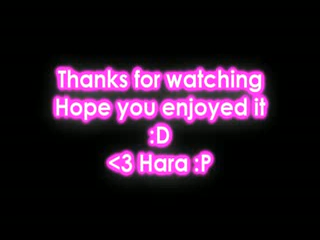 Thanks for watching
Hope you enjoyed it
:D
<3 Hara :P